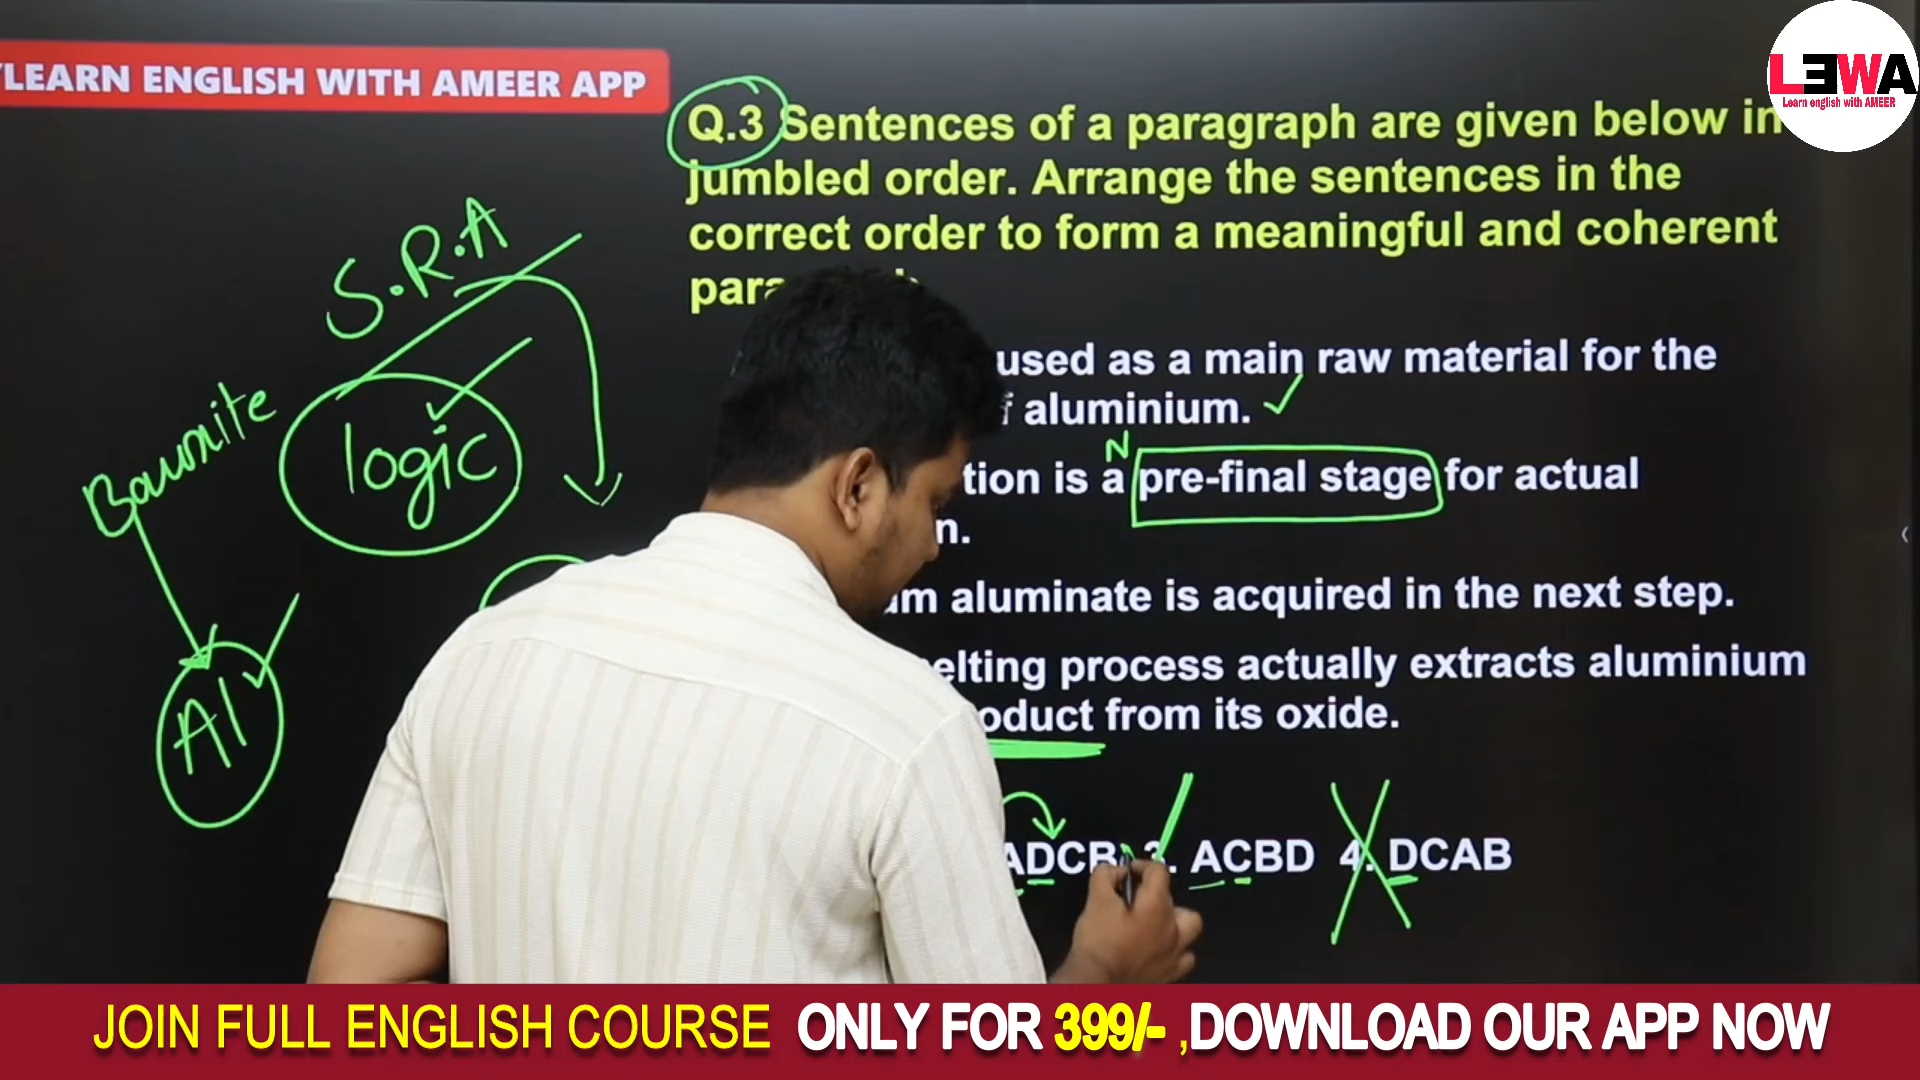 LEARN ENGLISH WITH AMEER APP
LEWA
Learn english with AMEER
Q.3 Sentences of a paragraph are given below in
jumbled order. Arrange the sentences in the
correct order to form a meaningful and coherent
S.R.A
used as a main raw material for the
aluminium.
Bauxite
logic
N
is a pre-final stage for actual
aluminate is acquired in the next step.
process actually extracts aluminium
from its oxide.
Al
ADCB 3. ACBD 4. DCAB
JOIN FULL ENGLISH COURSE ONLY FOR 399/- ,DOWNLOAD OUR APP NOW